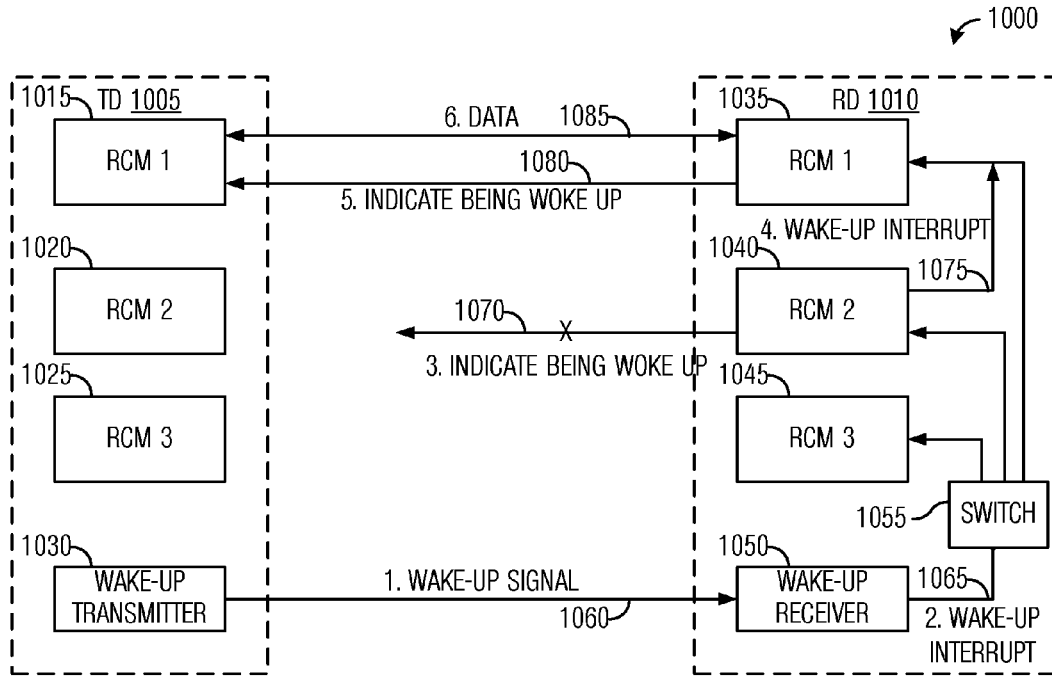 1000
1015
TD 1005
1035
RD 1010
RCM 1
6. DATA
1085
RCM 1
1080
5. INDICATE BEING WOKE UP
4. WAKE-UP INTERRUPT
1020
1040
1075
RCM 2
1070
X
RCM 2
3. INDICATE BEING WOKE UP
1025
1045
RCM 3
RCM 3
1055
SWITCH
1030
1050
WAKE-UP
TRANSMITTER
1. WAKE-UP SIGNAL
1060
WAKE-UP
RECEIVER
1065
2. WAKE-UP
INTERRUPT